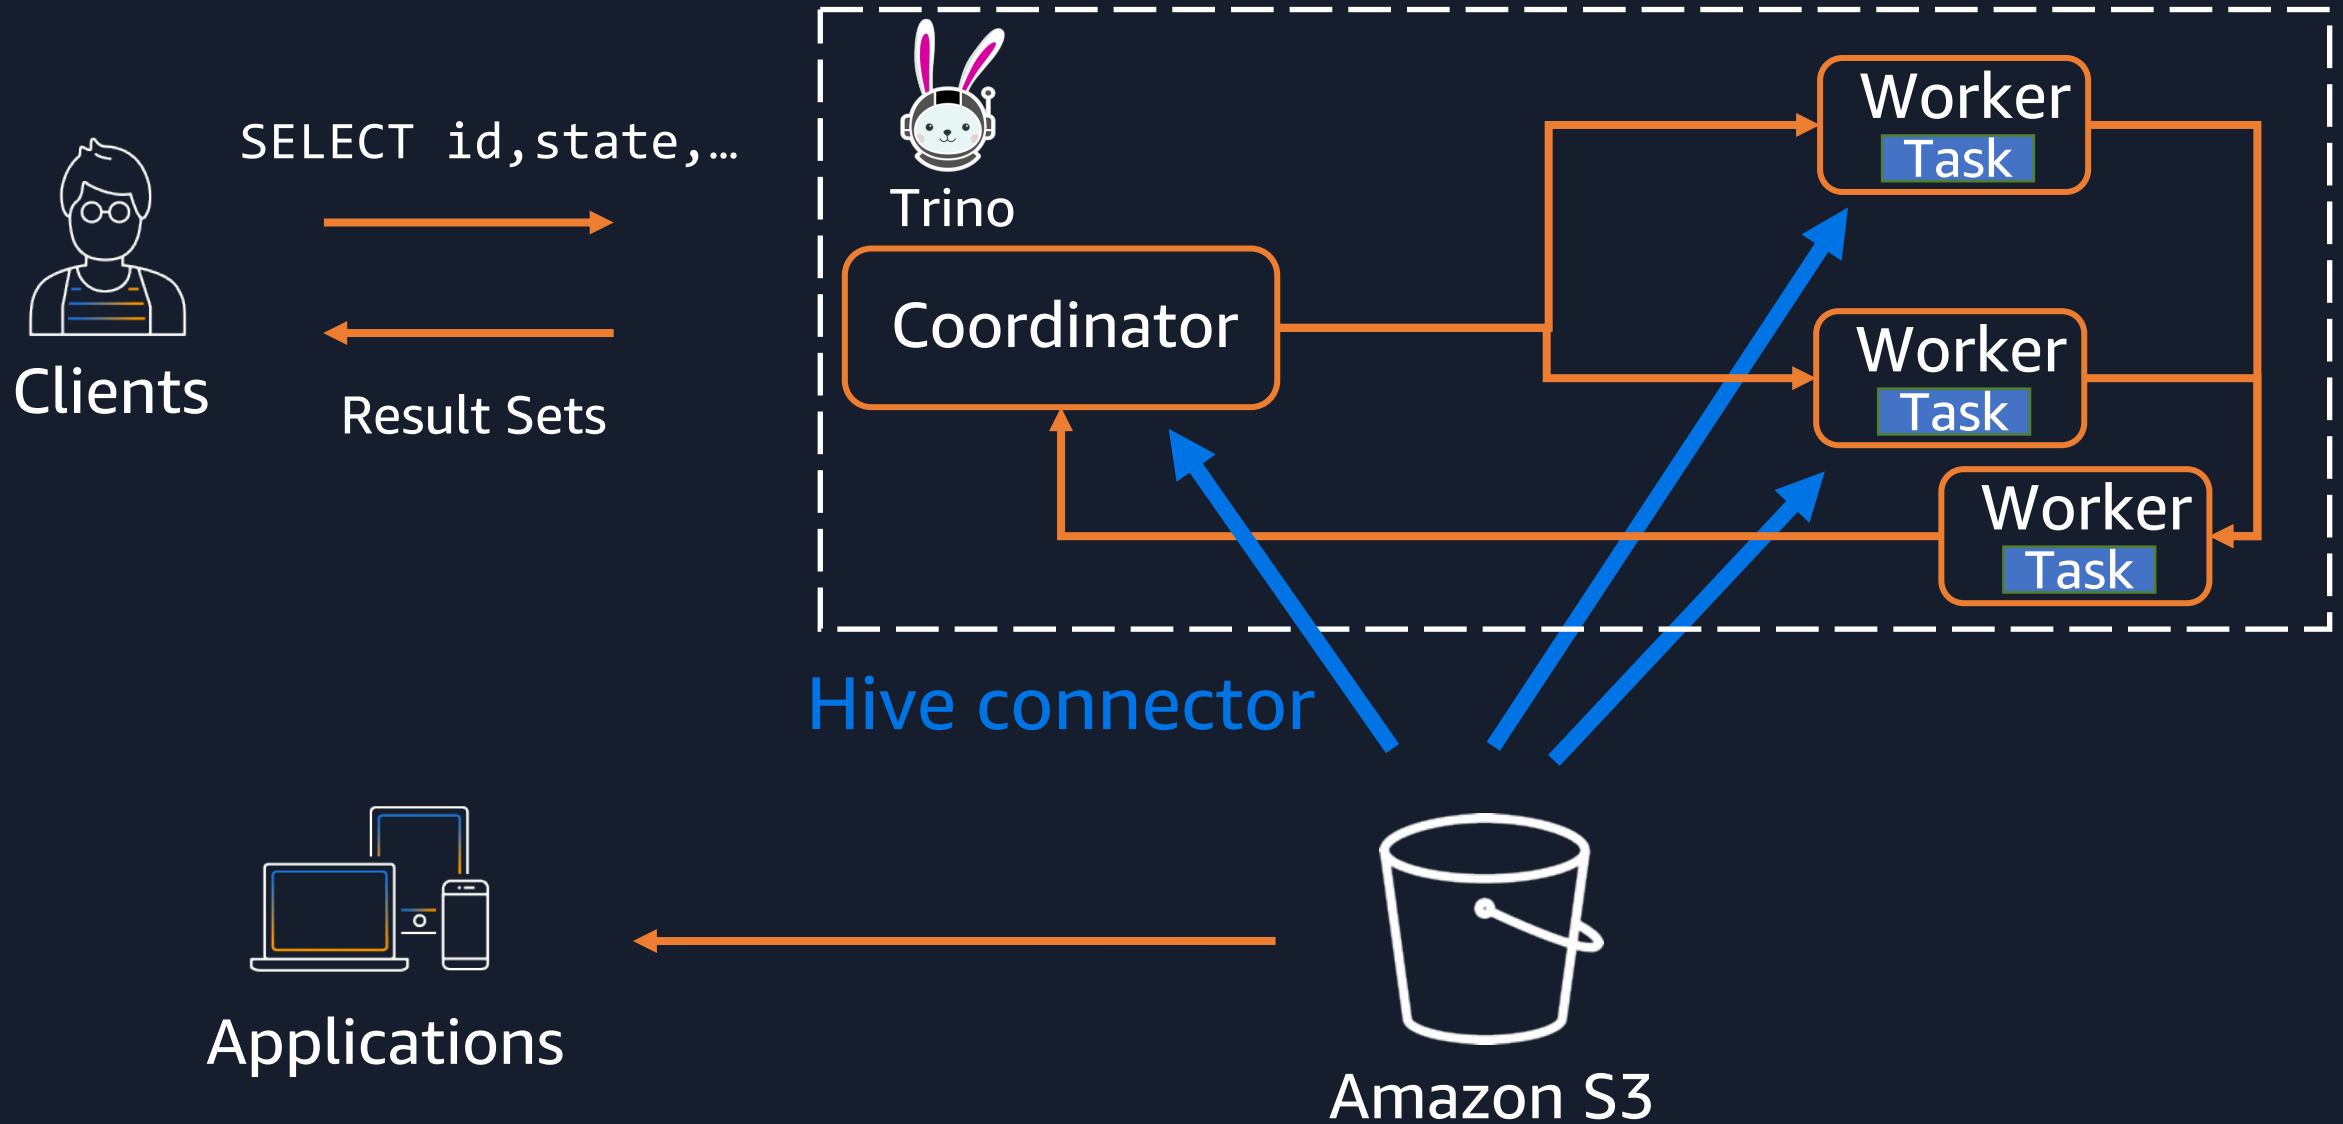 SELECT id,state,…
Clients
Result Sets
Trino
Coordinator
Worker
Task
Worker
Task
Worker
Task
Hive connector
Applications
Amazon S3